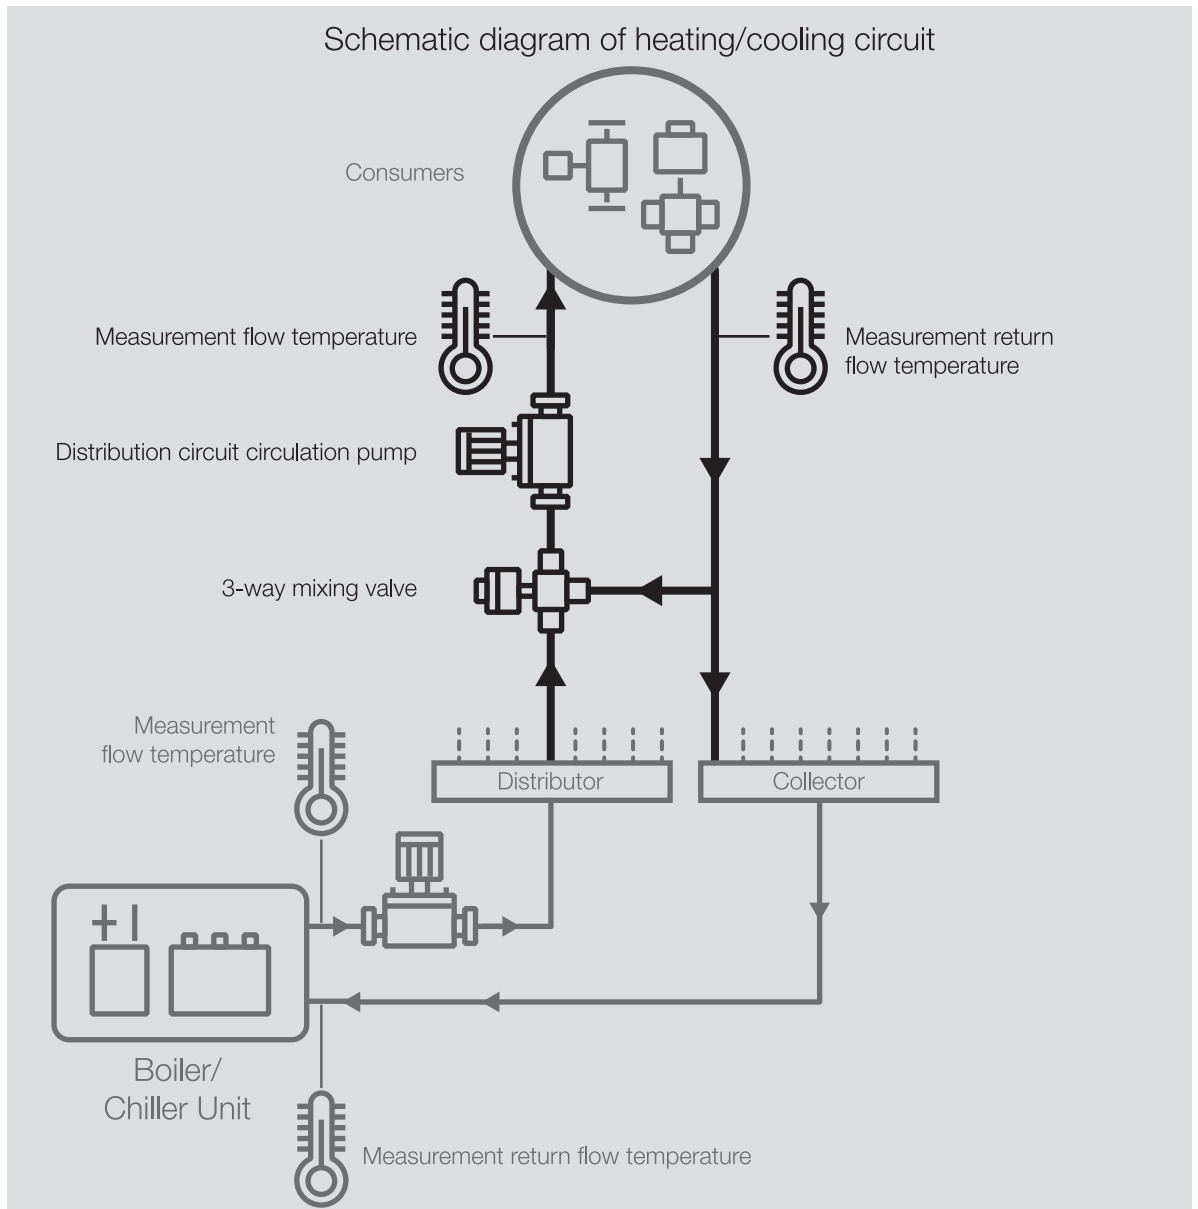 Schematic diagram of heating/cooling circuit
Consumers
Measurement flow temperature
Measurement return
flow temperature
Distribution circuit circulation pump
3-way mixing valve
Measurement
flow temperature
Distributor
Collector
Boiler/
Chiller Unit
Measurement return flow temperature